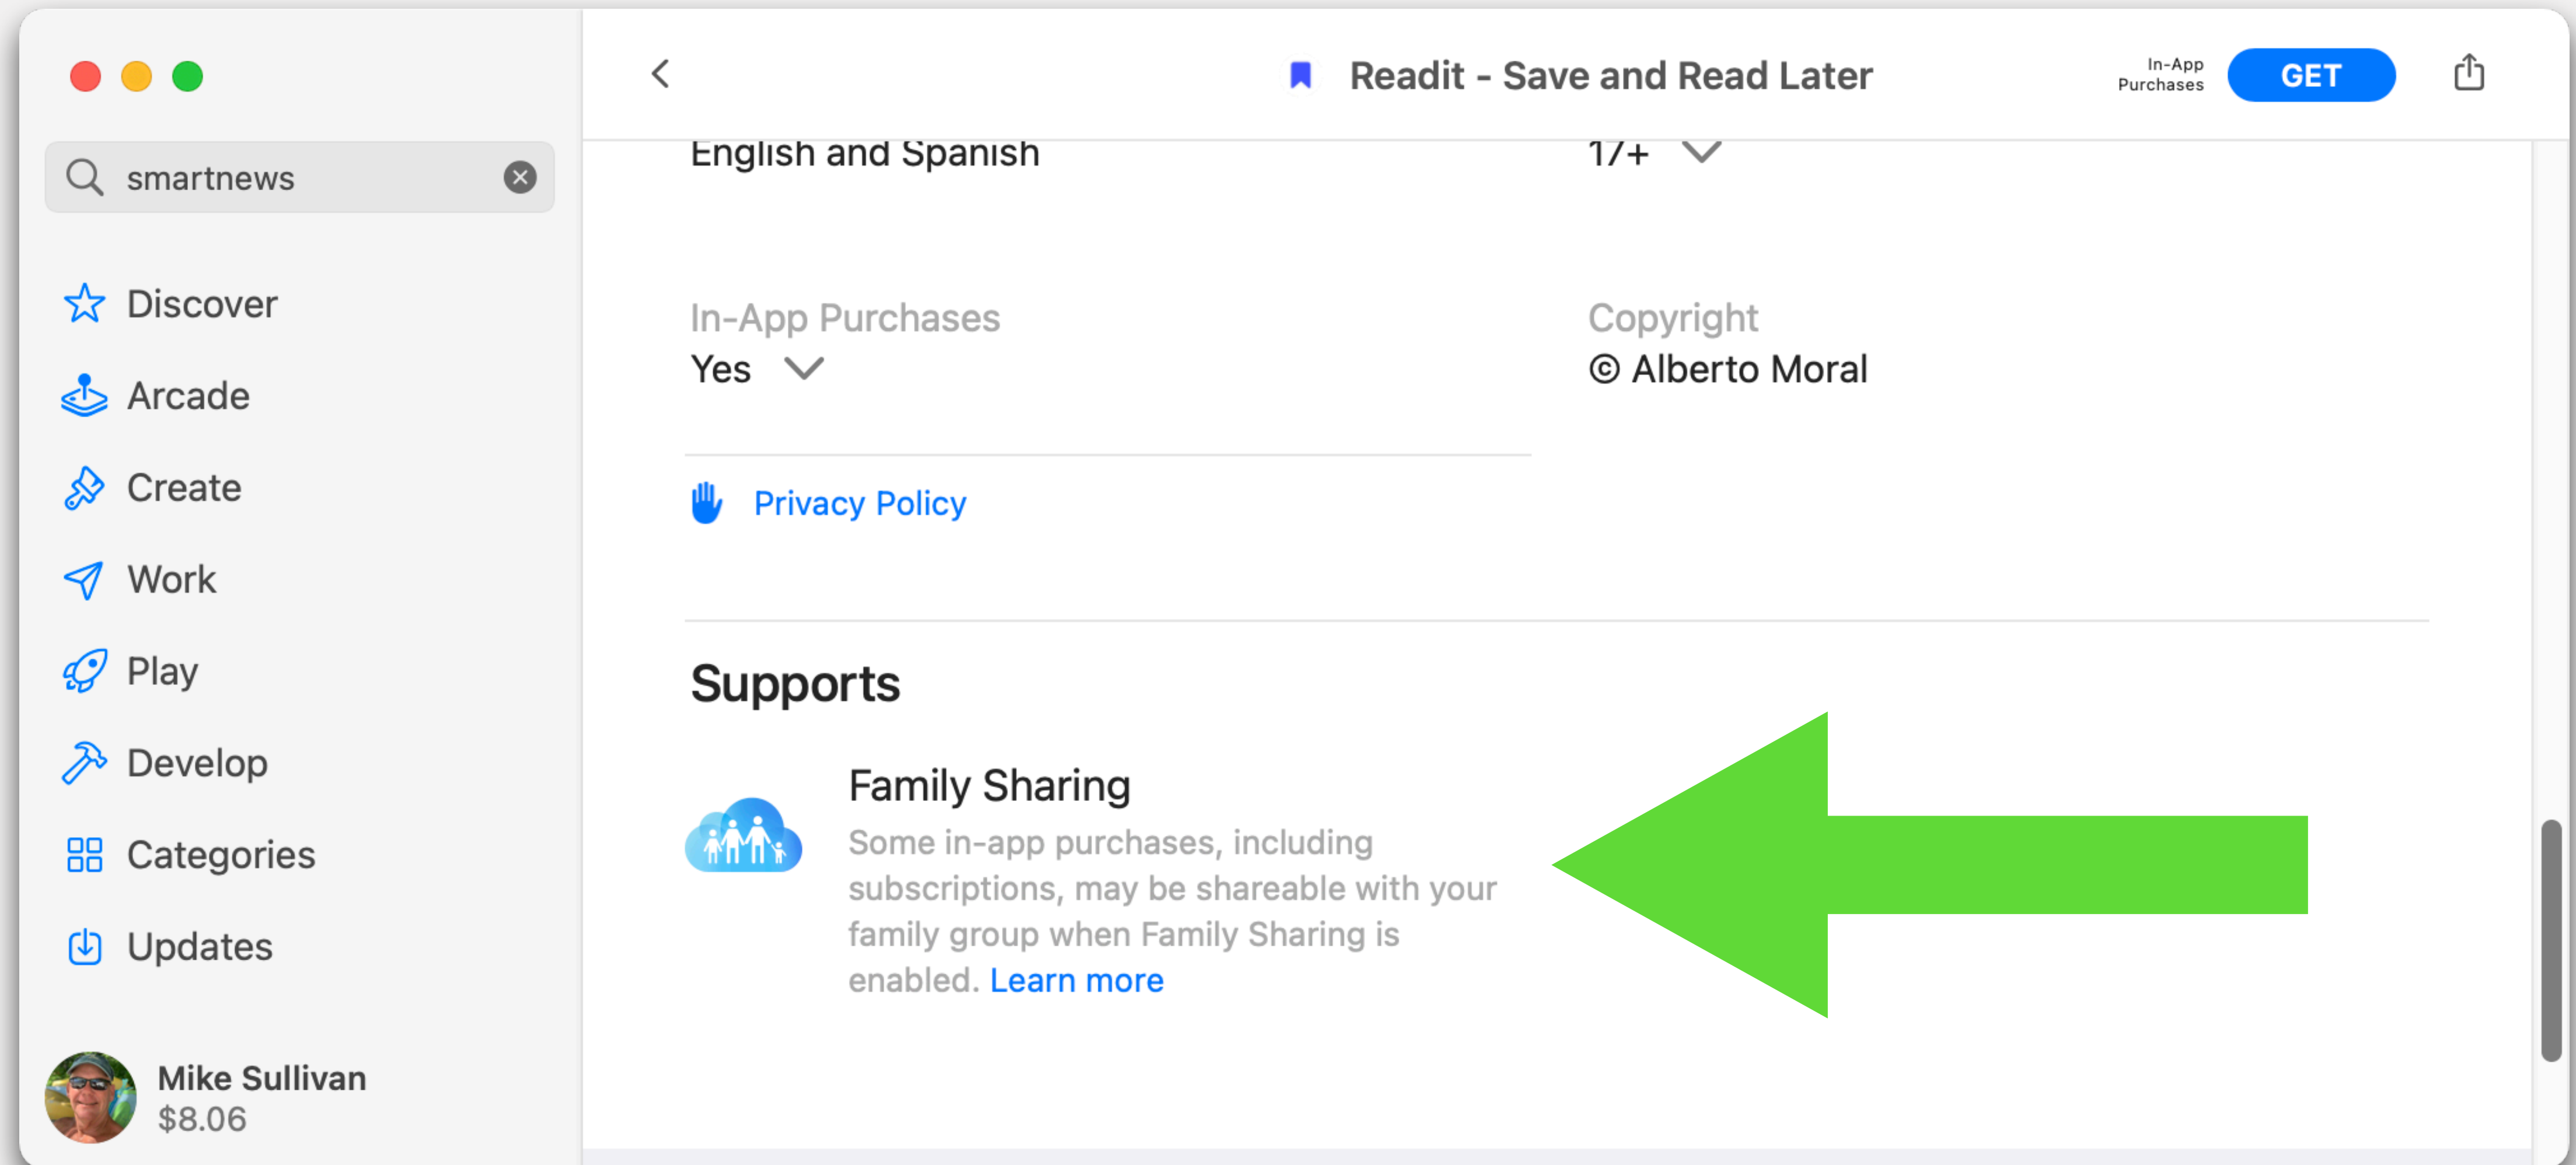 smartnews
Discover
Arcade
Create
Work
Play
Develop
Categories
Updates
Mike Sullivan
$8.06
Readit - Save and Read Later
In-App
Purchases
GET
English and Spanish
17+
In-App Purchases
Yes
Copyright
© Alberto Moral
Privacy Policy
Supports
Family Sharing
Some in-app purchases, including
subscriptions, may be shareable with your
family group when Family Sharing is
enabled. Learn more